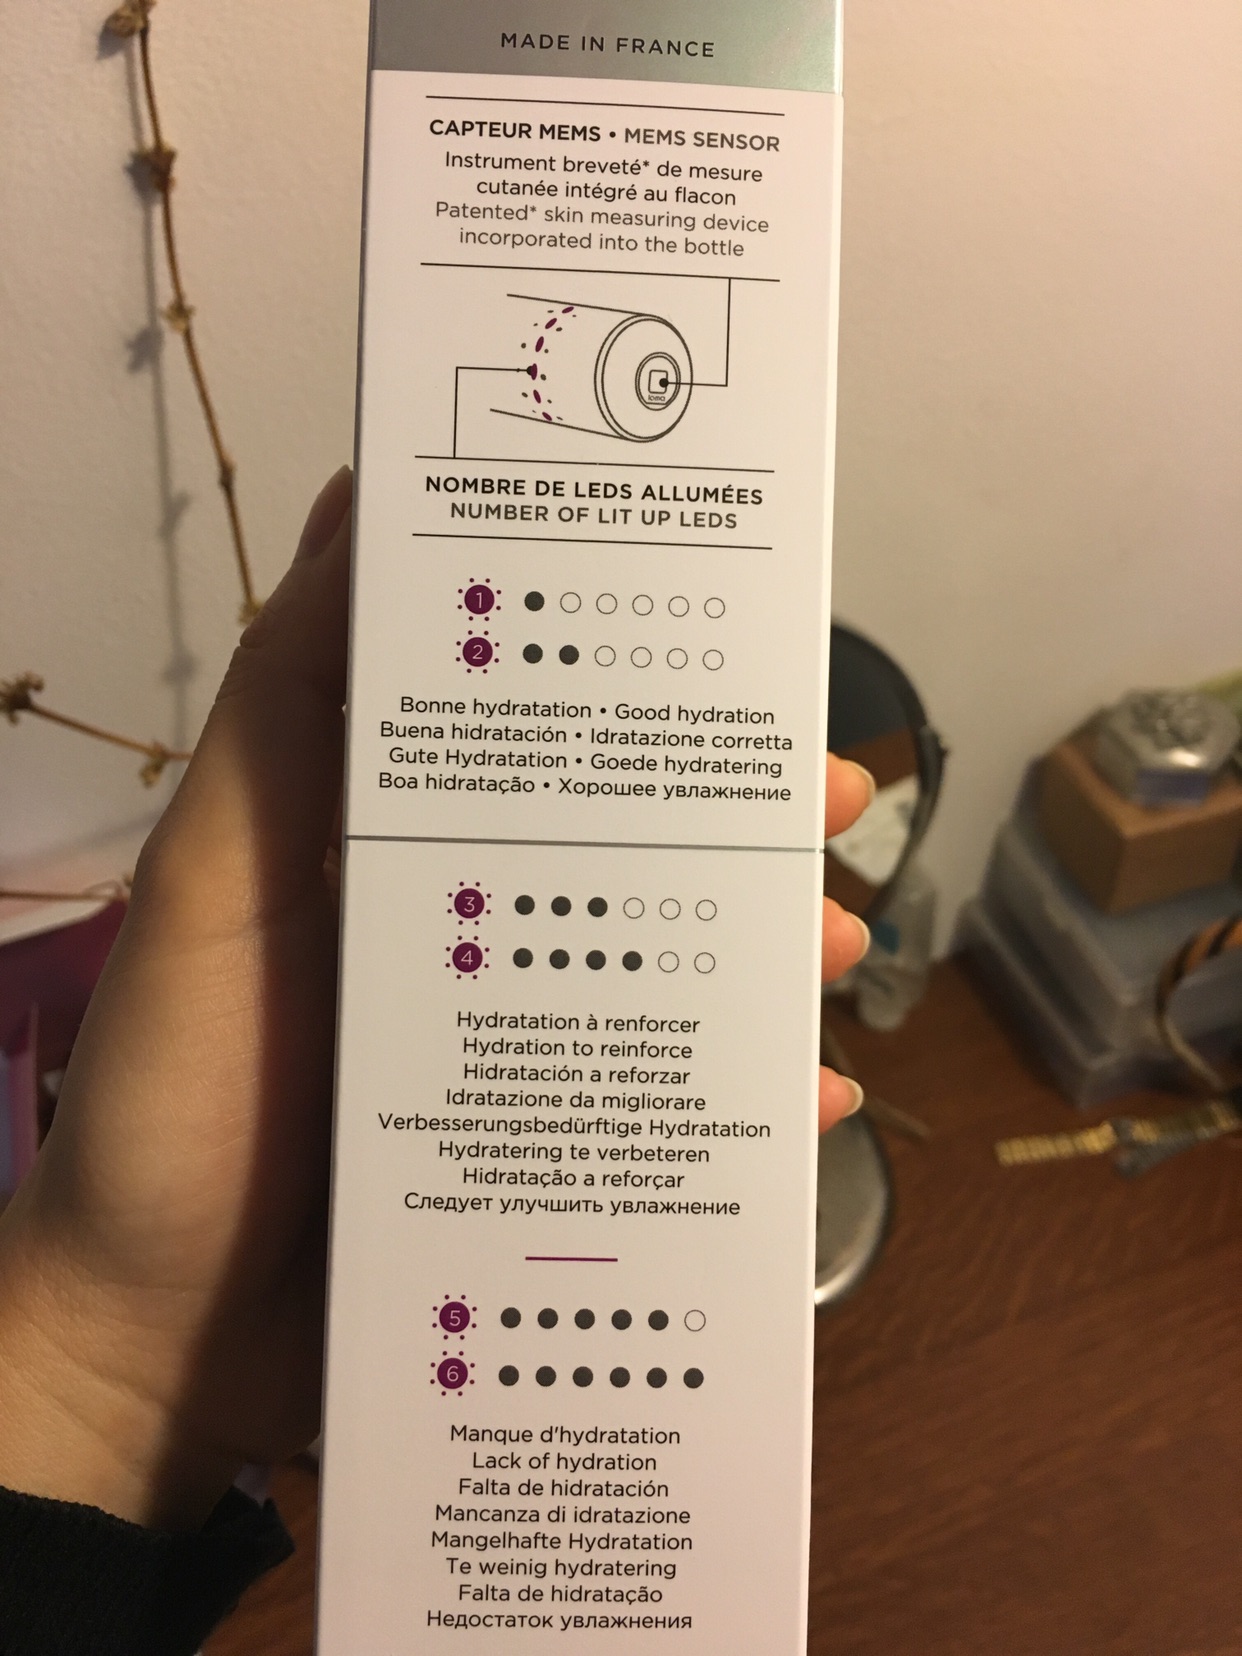 MADE IN FRANCE
CAPTEUR MEMS • MEMS SENSOR
Instrument breveté* de mesure
cutanée intégré au flacon
Patented* skin measuring device
incorporated into the bottle
ioma
NOMBRE DE LEDS ALLUMÉES
NUMBER OF LIT UP LEDS
1
2
Bonne hydratation • Good hydration
Buena hidratación • Idratazione corretta
Gute Hydratation • Goede hydratering
Boa hidratação • Хорошее увлажнение
3
4
Hydratation à renforcer
Hydration to reinforce
Hidratación a reforzar
Idratazione da migliorare
Verbesserungsbedürftige Hydratation
Hydratering te verbeteren
Hidratação a reforçar
Следует улучшить увлажнение
5
6
Manque d'hydratation
Lack of hydration
Falta de hidratación
Mancanza di idratazione
Mangelhafte Hydratation
Te weinig hydratering
Falta de hidratação
Недостаток увлажнения